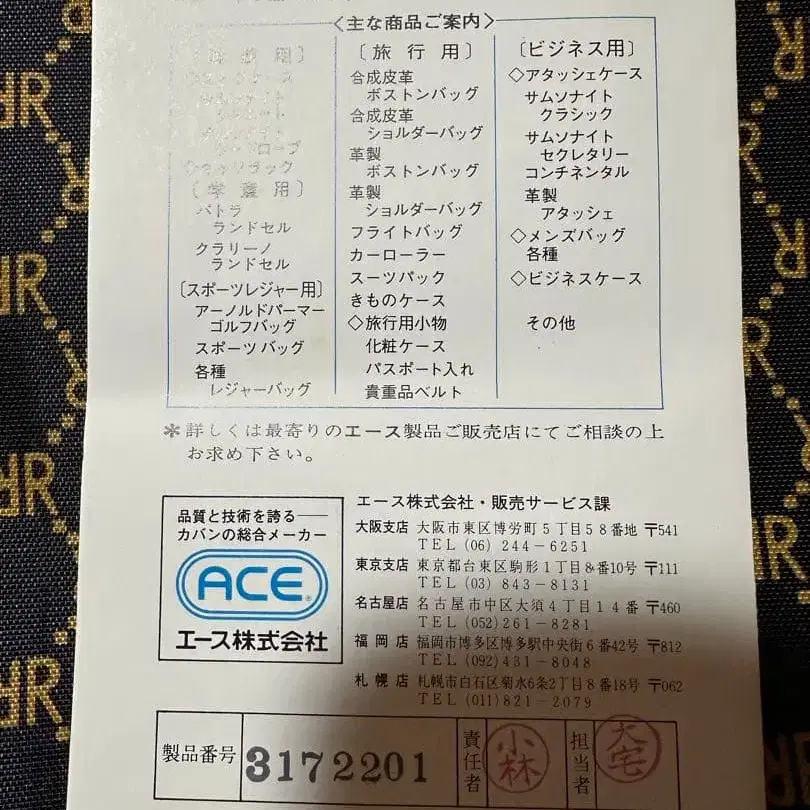 〈主な商品ご案内〉
ランドローブ
〔学童用〕
パトラ
ランドセル
クラリーノ
ランドセル
〔スポーツレジャー用〕
アーノルドパーマー
ゴルフバッグ
スポーツバッグ
各種
レジャーバッグ
〔旅行用〕
合成皮革
ボストンバッグ
合成皮革
ショルダーバッグ
革製
ボストンバッグ
革製
ショルダーバッグ
フライトバッグ
カーローラー
スーツパック
きものケース
◇旅行用小物
化粧ケース
パスポート入れ
貴重品ベルト
〔ビジネス用〕
◇アタッシェケース
サムソナイト
クラシック
サムソナイト
セクレタリー
コンチネンタル
革製
アタッシェ
◇メンズバッグ
各種
◇ビジネスケース
その他
＊詳しくは最寄りのエース製品ご販売店にてご相談の上
お求め下さい。
品質と技術を誇る――
カバンの総合メーカー
ACE®
エース株式会社
エース株式会社・販売サービス課
大阪支店 大阪市東区博労町5丁目58番地 〒541
TEL(06) 244-6251
東京支店 東京都台東区駒形1丁目8番10号 〒111
TEL(03) 843-8131
名古屋店 名古屋市中区大須4丁目14番 〒460
TEL(052)261-8281
福岡店 福岡市博多区博多駅中央街6番42号 〒812
TEL(092)431-8048
札幌店 札幌市白石区菊水6条2丁目8番18号 〒062
TEL(011)821-2079
製品番号 3172201 責任者 小林 担当者 大宅